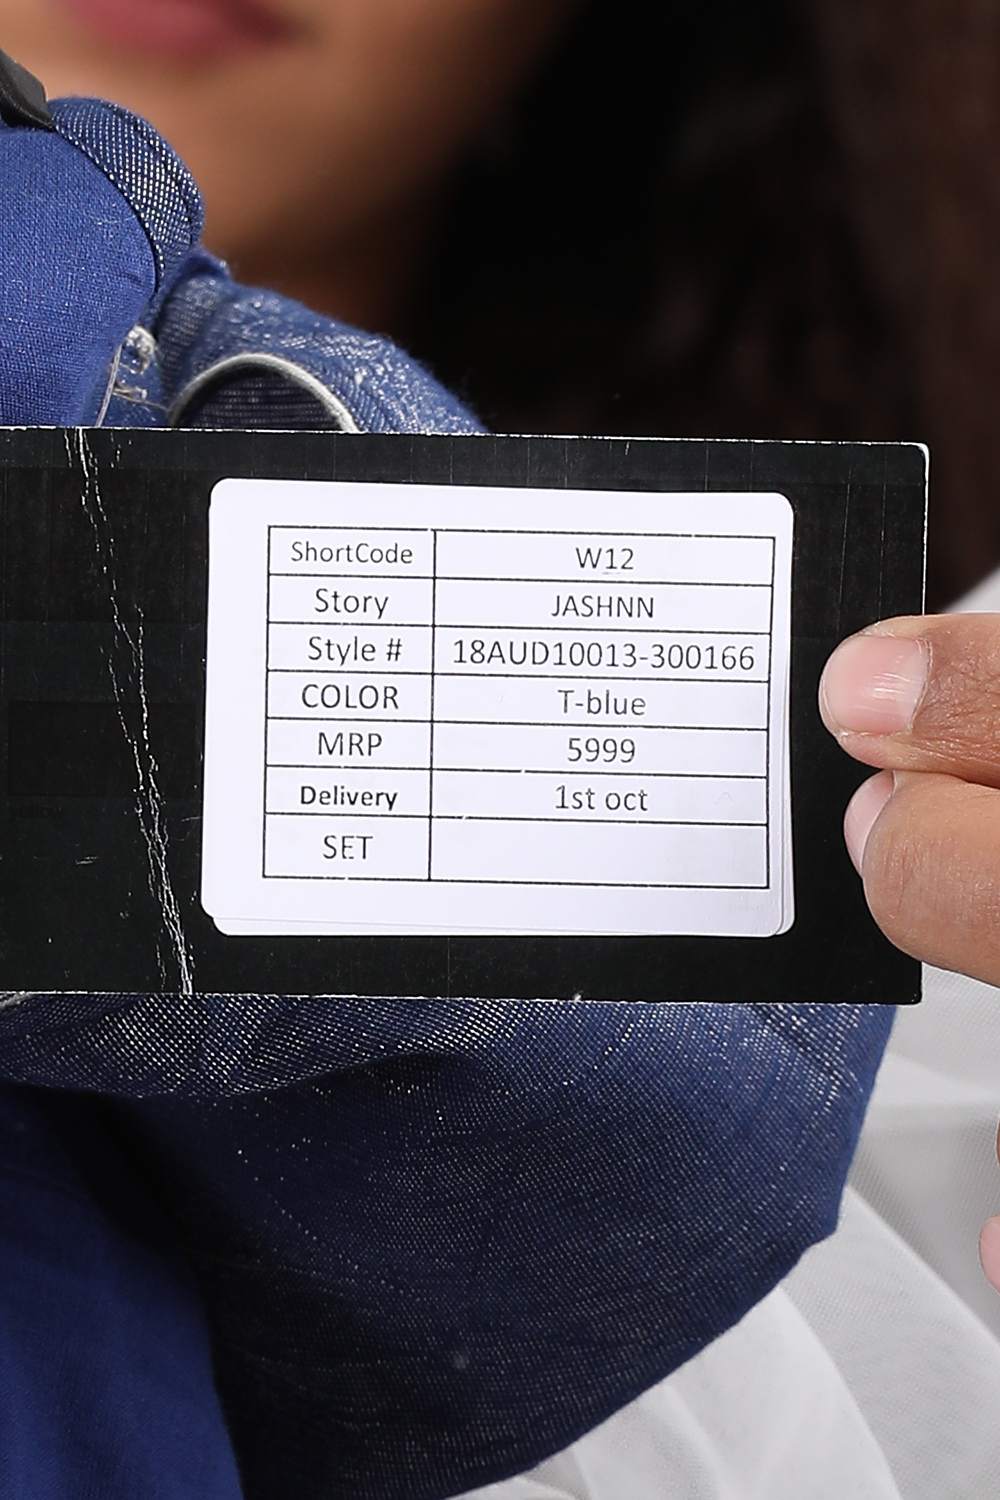 ShortCode W12
Story JASHNN
Style # 18AUD10013-300166
COLOR T-blue
MRP 5999
Delivery 1st oct
SET